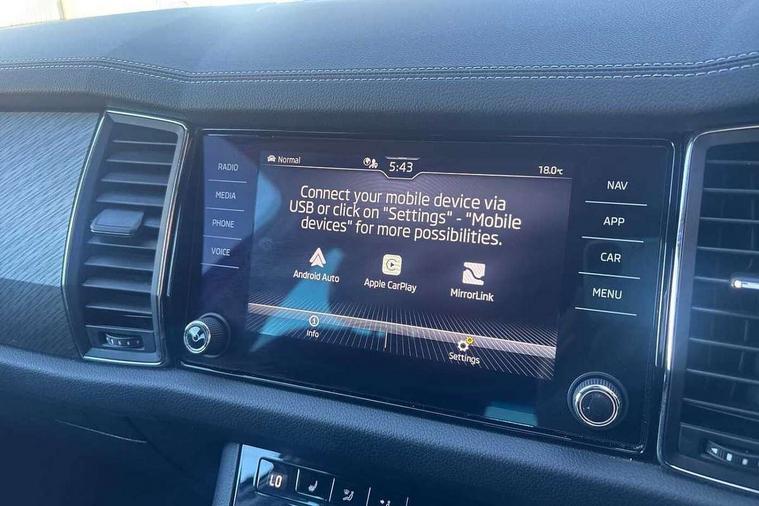 RADIO
MEDIA
PHONE
VOICE
Normal
5:43
18.0°C
Connect your mobile device via
USB or click on "Settings" - "Mobile
devices" for more possibilities.
Android Auto
Apple CarPlay
MirrorLink
Info
Settings
NAV
APP
CAR
MENU
LO